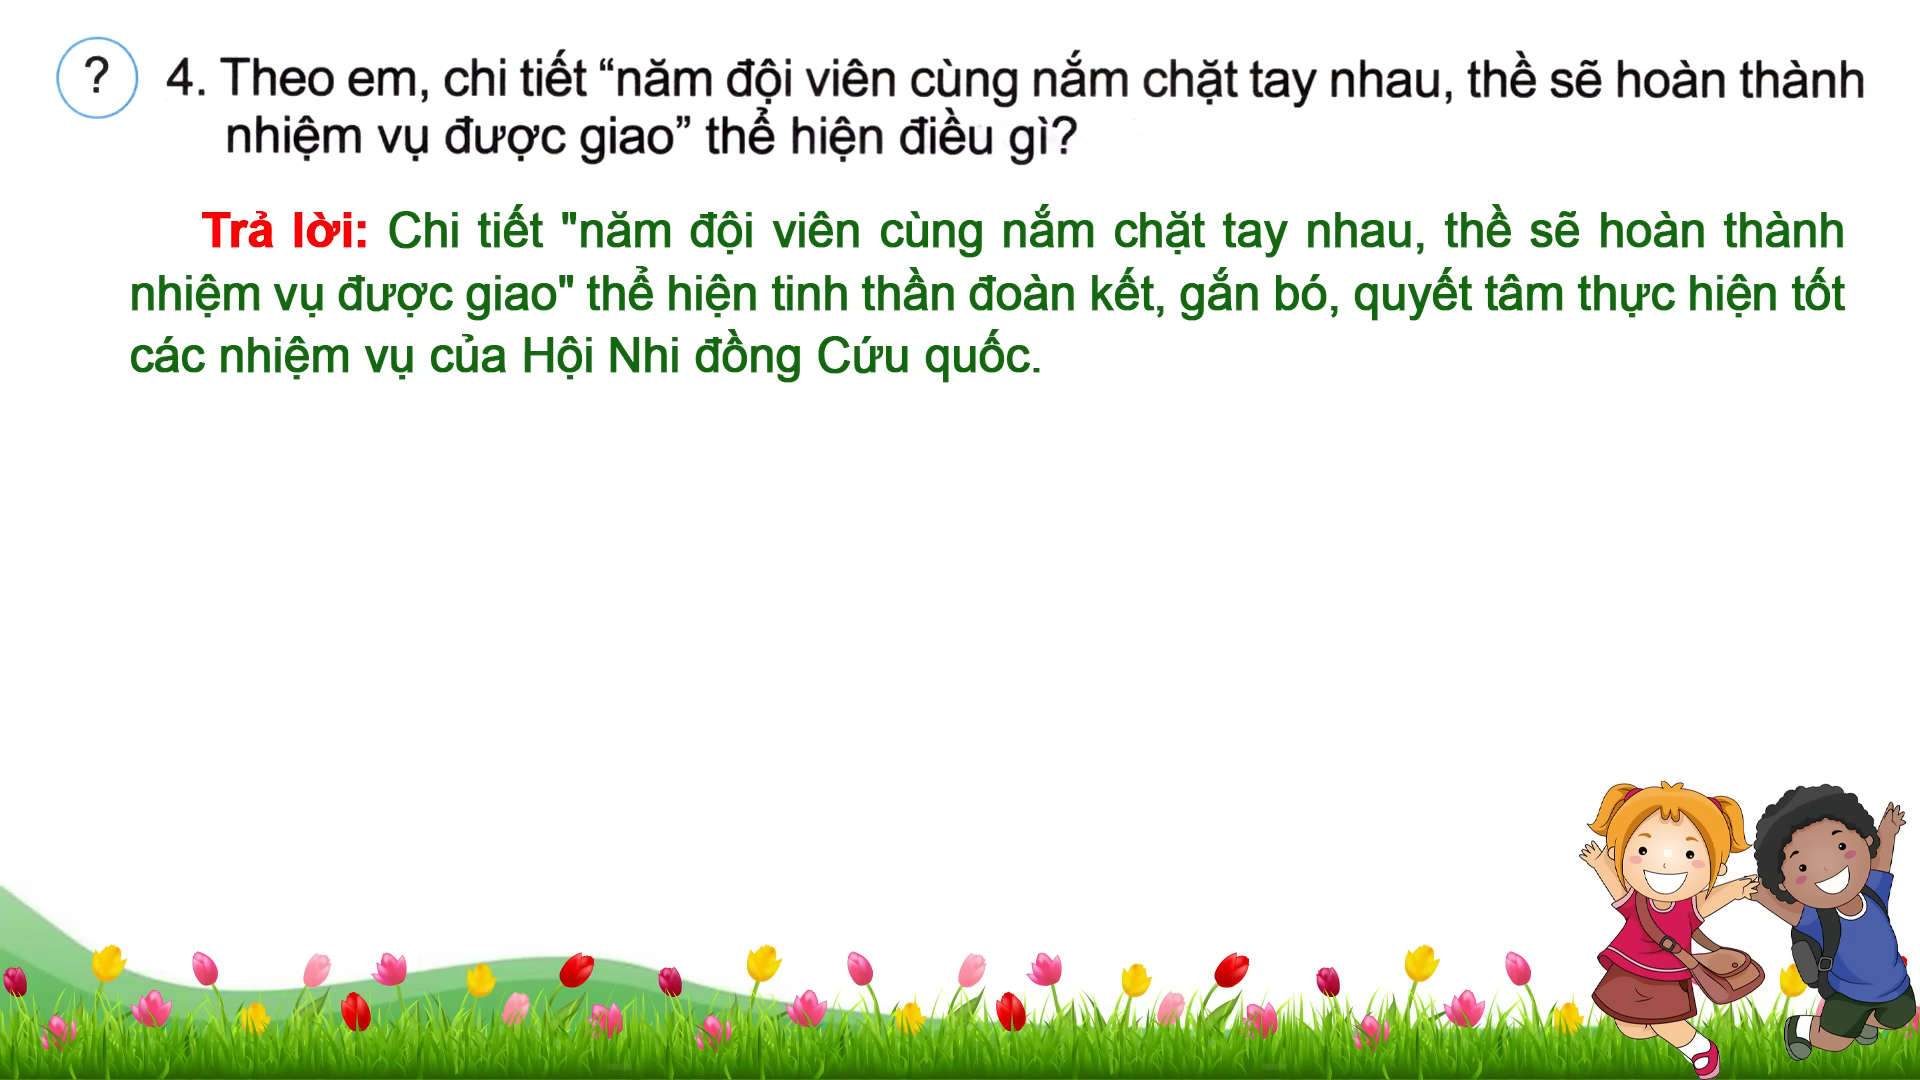 ? 4. Theo em, chi tiết “năm đội viên cùng nắm chặt tay nhau, thề sẽ hoàn thành
nhiệm vụ được giao” thể hiện điều gì?
Trả lời: Chi tiết "năm đội viên cùng nắm chặt tay nhau, thề sẽ hoàn thành
nhiệm vụ được giao" thể hiện tinh thần đoàn kết, gắn bó, quyết tâm thực hiện tốt
các nhiệm vụ của Hội Nhi đồng Cứu quốc.